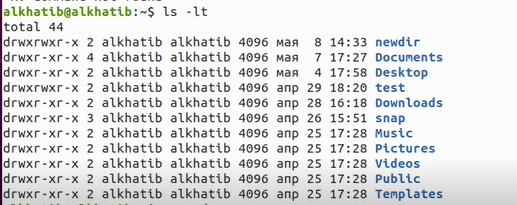 alkhatib@alkhatib:~$ ls -lt
total 44
drwxrwxr-x 2 alkhatib alkhatib 4096 мая  8 14:33 newdir
drwxr-xr-x 4 alkhatib alkhatib 4096 мая  7 17:27 Documents
drwxr-xr-x 2 alkhatib alkhatib 4096 мая  4 17:58 Desktop
drwxrwxr-x 2 alkhatib alkhatib 4096 апр 29 18:20 test
drwxr-xr-x 2 alkhatib alkhatib 4096 апр 28 16:18 Downloads
drwxr-xr-x 3 alkhatib alkhatib 4096 апр 26 15:51 snap
drwxr-xr-x 2 alkhatib alkhatib 4096 апр 25 17:28 Music
drwxr-xr-x 2 alkhatib alkhatib 4096 апр 25 17:28 Pictures
drwxr-xr-x 2 alkhatib alkhatib 4096 апр 25 17:28 Videos
drwxr-xr-x 2 alkhatib alkhatib 4096 апр 25 17:28 Public
drwxr-xr-x 2 alkhatib alkhatib 4096 апр 25 17:28 Templates